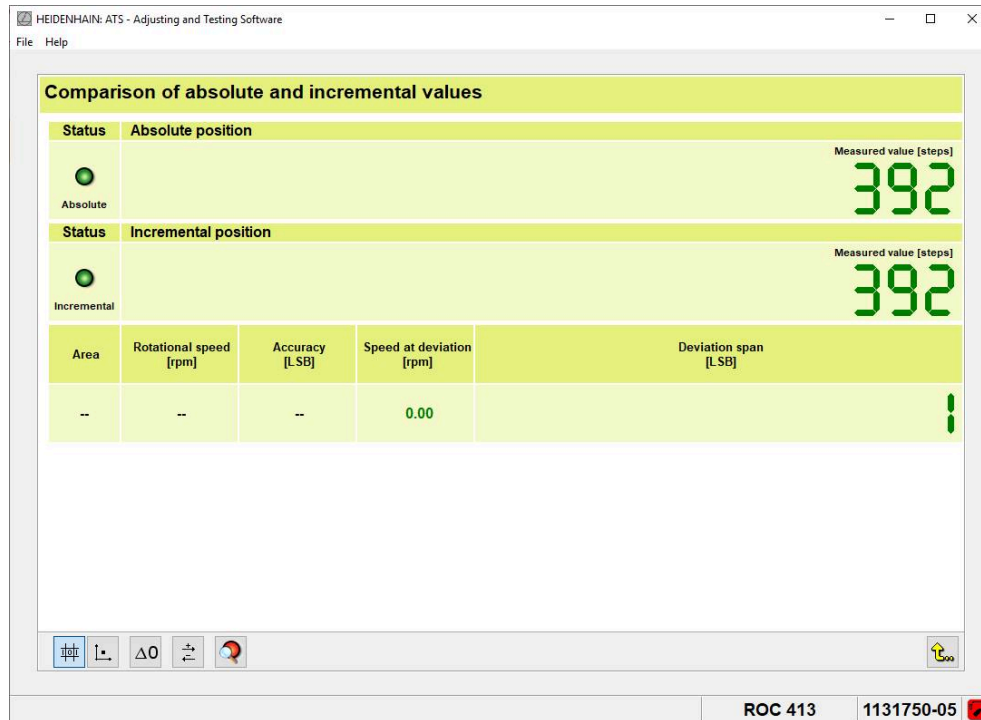 HEIDENHAIN: ATS - Adjusting and Testing Software
File Help
Comparison of absolute and incremental values
Status Absolute position
Measured value [steps]
392
Absolute
Status Incremental position
Measured value [steps]
392
Incremental
Area Rotational speed [rpm] Accuracy [LSB] Speed at deviation [rpm] Deviation span [LSB]
-- -- -- 0.00 1
Δ0
ROC 413 1131750-05